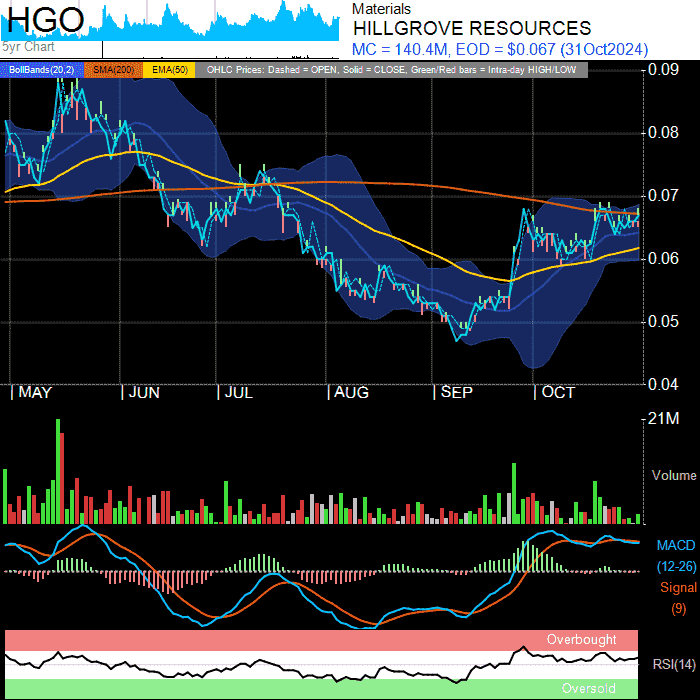 HGO
5yr Chart
Materials
HILLGROVE RESOURCES
MC = 140.4M, EOD = $0.067 (31Oct2024)
BollBands(20,2) SMA(200) EMA(50) OHLC Prices: Dashed = OPEN, Solid = CLOSE, Green/Red bars = Intra-day HIGH/LOW
0.09
0.08
0.07
0.06
0.05
0.04
MAY JUN JUL AUG SEP OCT
21M
Volume
MACD
(12-26)
Signal
(9)
Overbought
RSI(14)
Oversold